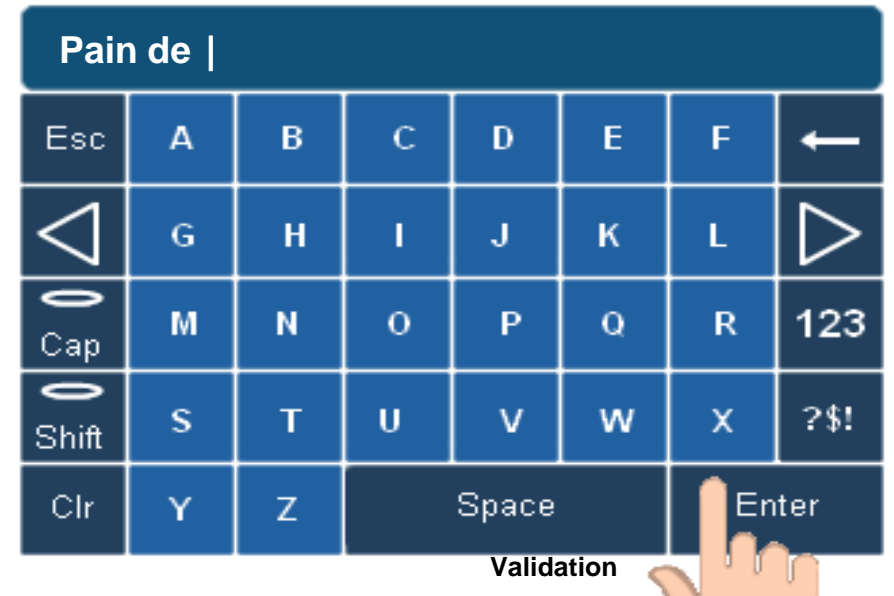 Pain de |
Esc A B C D E F ←
G H I J K L
Cap M N O P Q R 123
Shift S T U V W X ?$!
Clr Y Z Space Enter
Validation